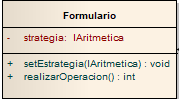 Formulario
- strategia: IAritmetica
+ setEstrategia(IAritmetica) : void
+ realizarOperacion() : int